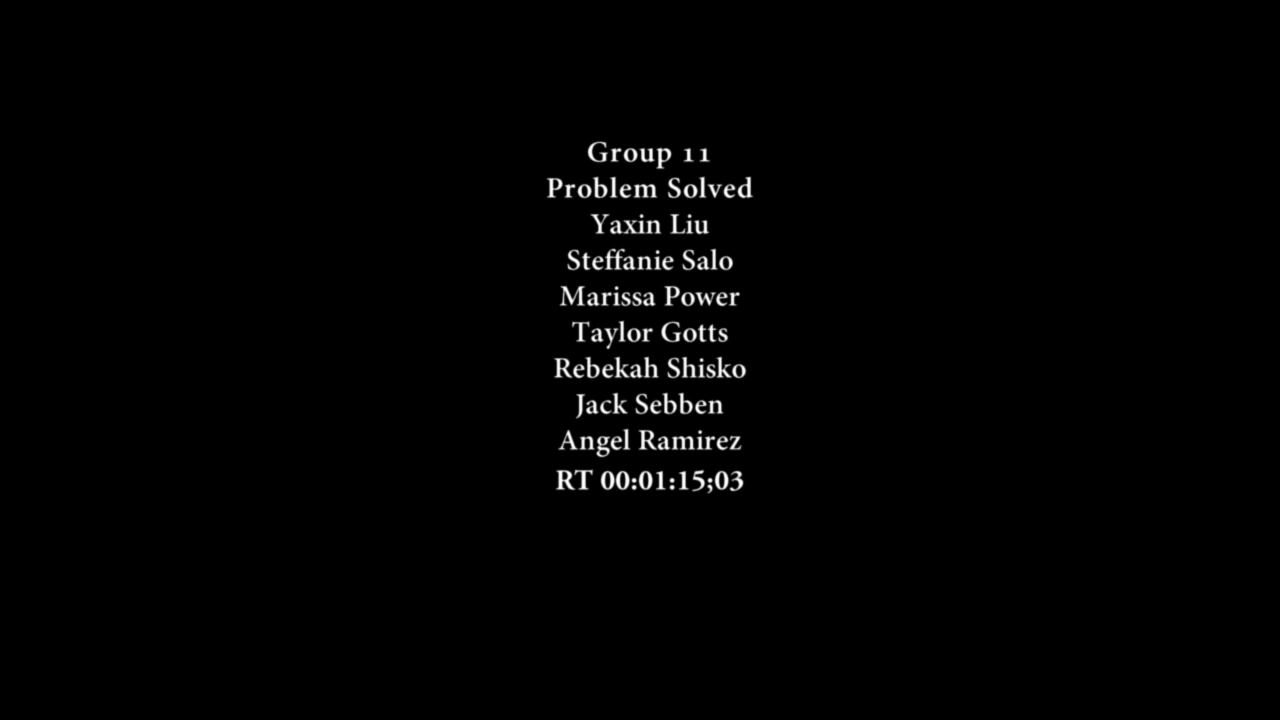 Group 11
Problem Solved
Yaxin Liu
Steffanie Salo
Marissa Power
Taylor Gotts
Rebekah Shisko
Jack Sebben
Angel Ramirez
RT 00:01:15;03